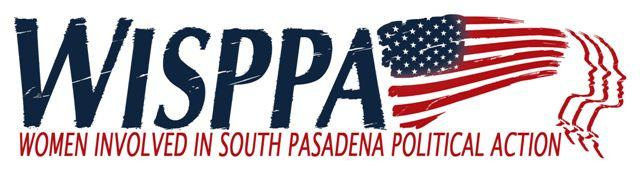 WISPPA
WOMEN INVOLVED IN SOUTH PASADENA POLITICAL ACTION